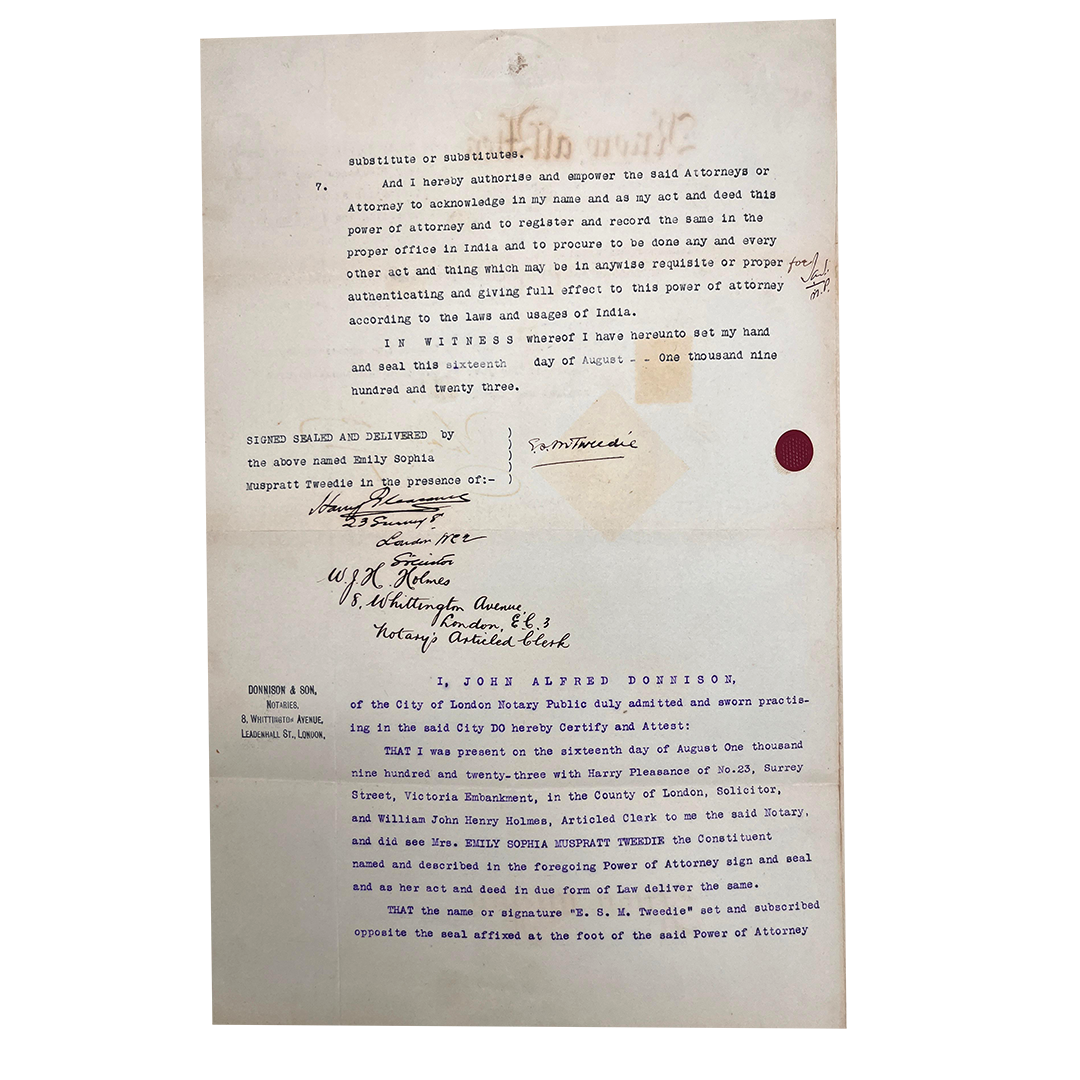 Know all Men
substitute or substitutes.
7. And I hereby authorise and empower the said Attorneys or
Attorney to acknowledge in my name and as my act and deed this
power of attorney and to register and record the same in the
proper office in India and to procure to be done any and every
other act and thing which may be in anywise requisite or proper for
authenticating and giving full effect to this power of attorney
according to the laws and usages of India.
IN WITNESS whereof I have hereunto set my hand
and seal this sixteenth day of August - - One thousand nine
hundred and twenty three.
SIGNED SEALED AND DELIVERED by
the above named Emily Sophia
Muspratt Tweedie in the presence of:-
E.S.M Tweedie
Harry Pleasance
23 Surrey St
London WC2
Solicitor
W. J. H. Holmes
8, Whittington Avenue,
London, E.C.3
Notary's Articled Clerk
DONNISON & SON,
NOTARIES,
8, WHITTINGTON AVENUE,
LEADENHALL ST., LONDON,
I, JOHN ALFRED DONNISON,
of the City of London Notary Public duly admitted and sworn practis-
ing in the said City DO hereby Certify and Attest:
THAT I was present on the sixteenth day of August One thousand
nine hundred and twenty-three with Harry Pleasance of No.23, Surrey
Street, Victoria Embankment, in the County of London, Solicitor,
and William John Henry Holmes, Articled Clerk to me the said Notary,
and did see Mrs. EMILY SOPHIA MUSPRATT TWEEDIE the Constituent
named and described in the foregoing Power of Attorney sign and seal
and as her act and deed in due form of Law deliver the same.
THAT the name or signature "E. S. M. Tweedie" set and subscribed
opposite the seal affixed at the foot of the said Power of Attorney